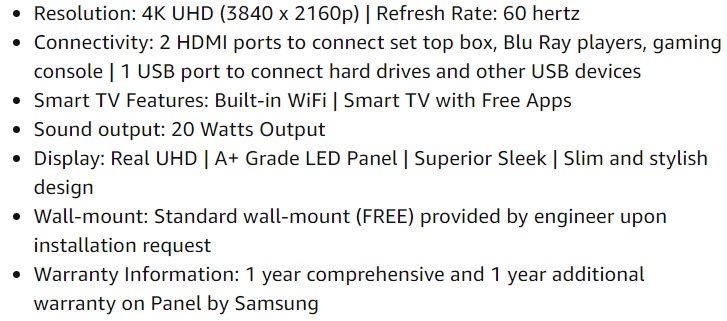 • Resolution: 4K UHD (3840 x 2160p) | Refresh Rate: 60 hertz
• Connectivity: 2 HDMI ports to connect set top box, Blu Ray players, gaming
console | 1 USB port to connect hard drives and other USB devices
• Smart TV Features: Built-in WiFi | Smart TV with Free Apps
• Sound output: 20 Watts Output
• Display: Real UHD | A+ Grade LED Panel | Superior Sleek | Slim and stylish
design
• Wall-mount: Standard wall-mount (FREE) provided by engineer upon
installation request
• Warranty Information: 1 year comprehensive and 1 year additional
warranty on Panel by Samsung